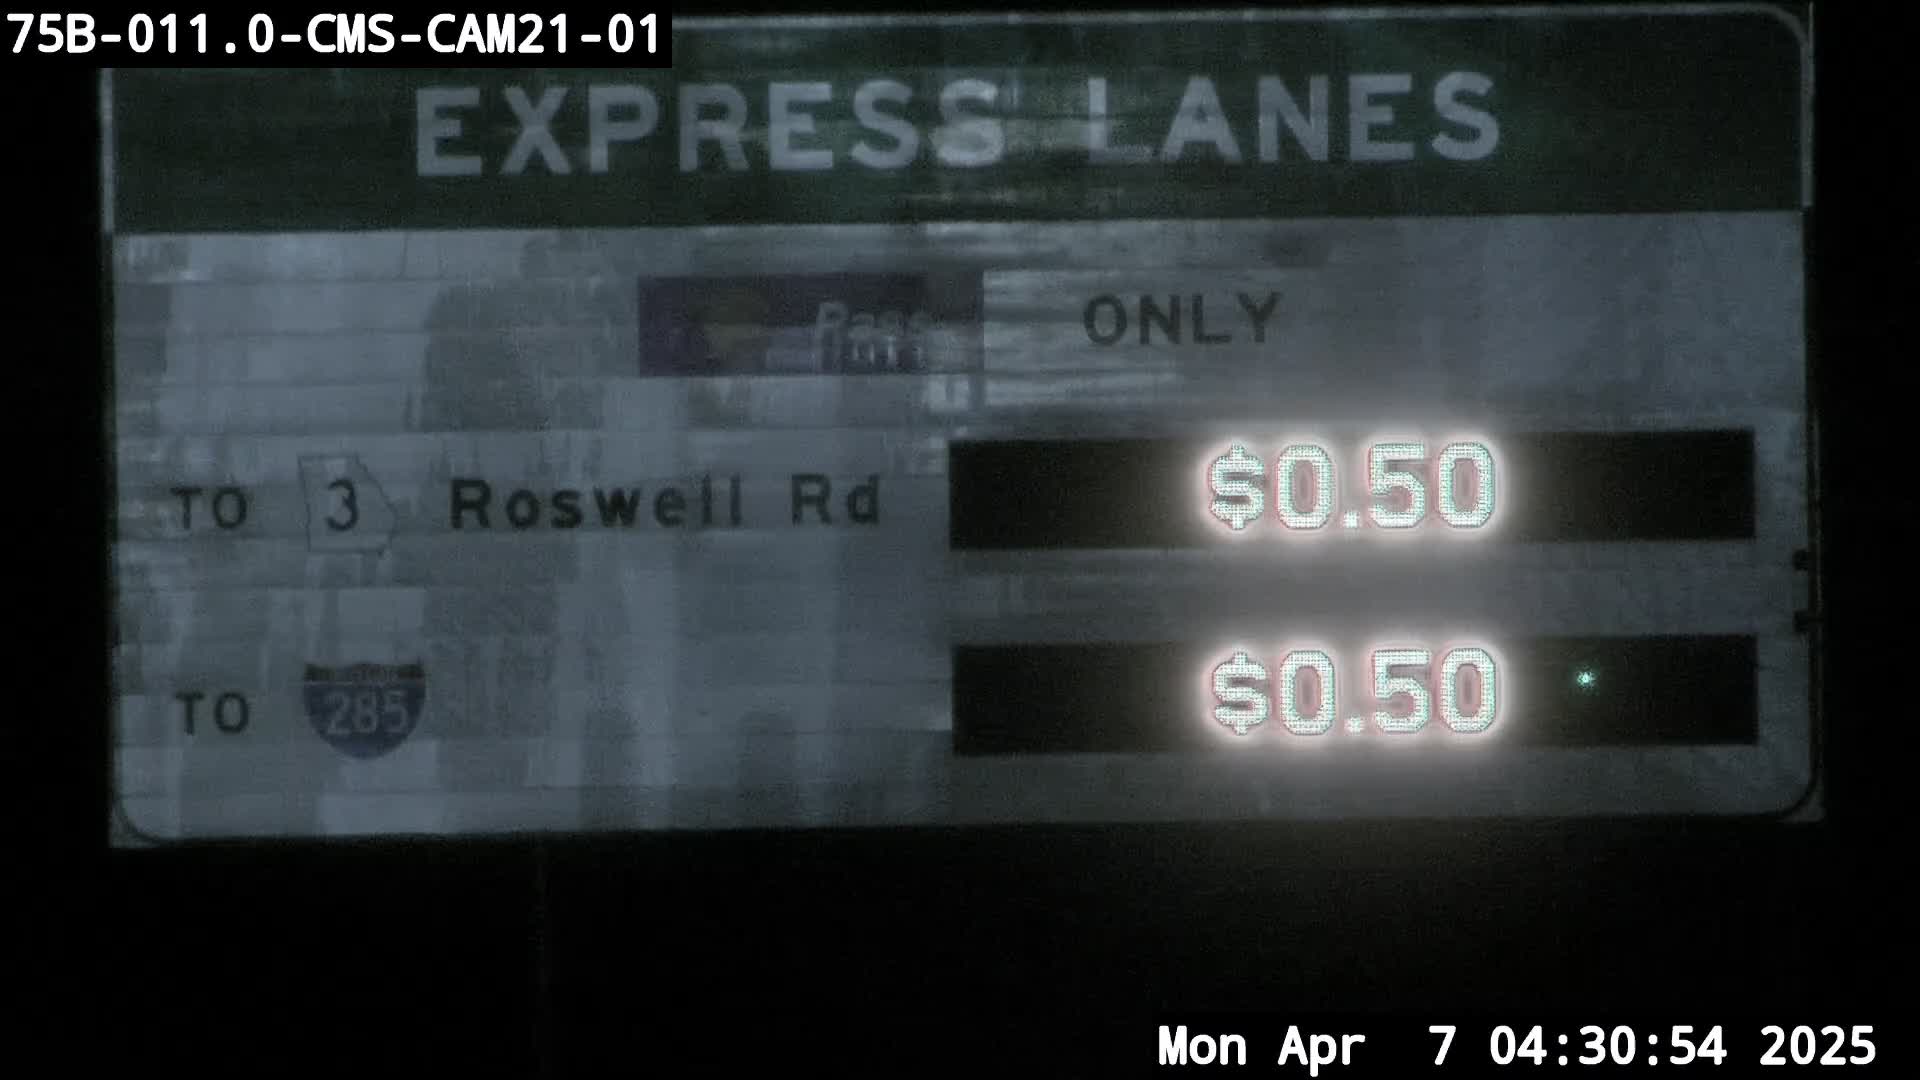 75B-011.0-CMS-CAM21-01
EXPRESS LANES
Pass ONLY
TO 3 Roswell Rd $0.50
TO 285 $0.50
Mon Apr 7 04:30:54 2025